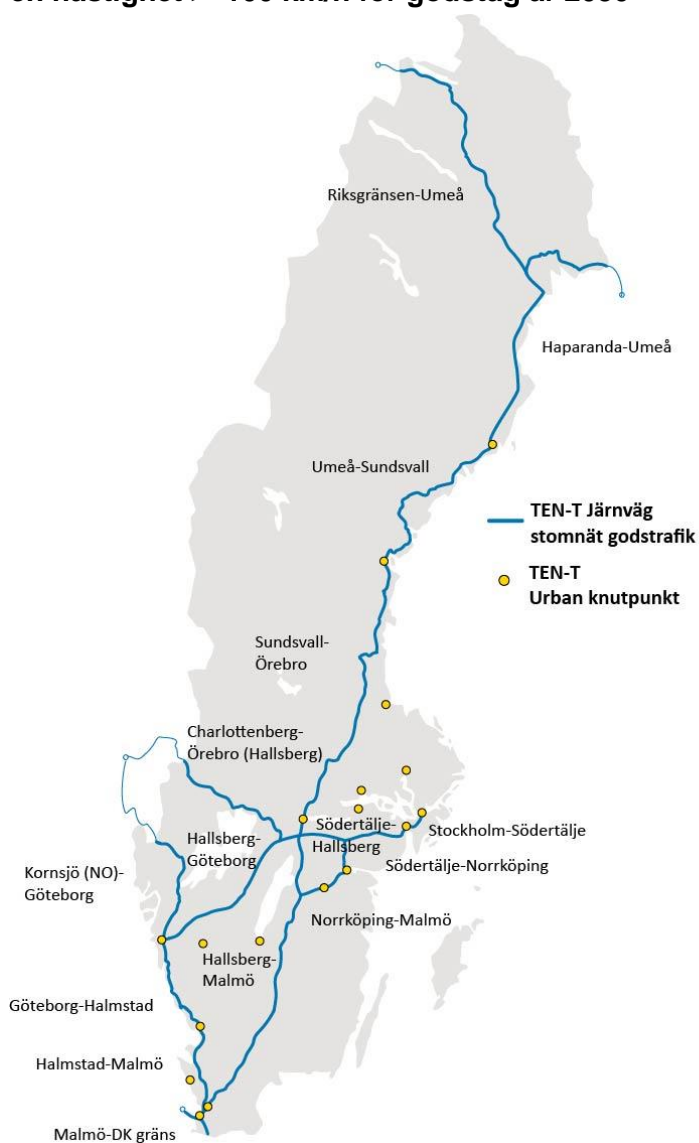 Riksgränsen-Umeå
Haparanda-Umeå
Umeå-Sundsvall
TEN-T Järnväg
stomnät godstrafik
TEN-T
Urban knutpunkt
Sundsvall-
Örebro
Charlottenberg-
Örebro (Hallsberg)
Södertälje-
Hallsberg
Stockholm-Södertälje
Hallsberg-
Göteborg
Södertälje-Norrköping
Kornsjö (NO)-
Göteborg
Norrköping-Malmö
Hallsberg-
Malmö
Göteborg-Halmstad
Halmstad-Malmö
Malmö-DK gräns